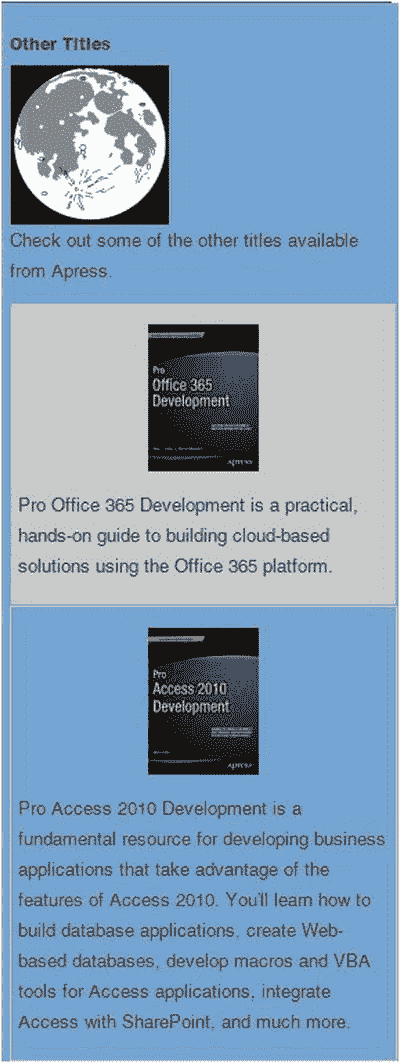 Other Titles
Check out some of the other titles available
from Apress.
Pro
Office 365
Development
Apress
Pro Office 365 Development is a practical,
hands-on guide to building cloud-based
solutions using the Office 365 platform.
Pro
Access 2010
Development
Apress
Pro Access 2010 Development is a
fundamental resource for developing business
applications that take advantage of the
features of Access 2010. You'll learn how to
build database applications, create Web-
based databases, develop macros and VBA
tools for Access applications, integrate
Access with SharePoint, and much more.